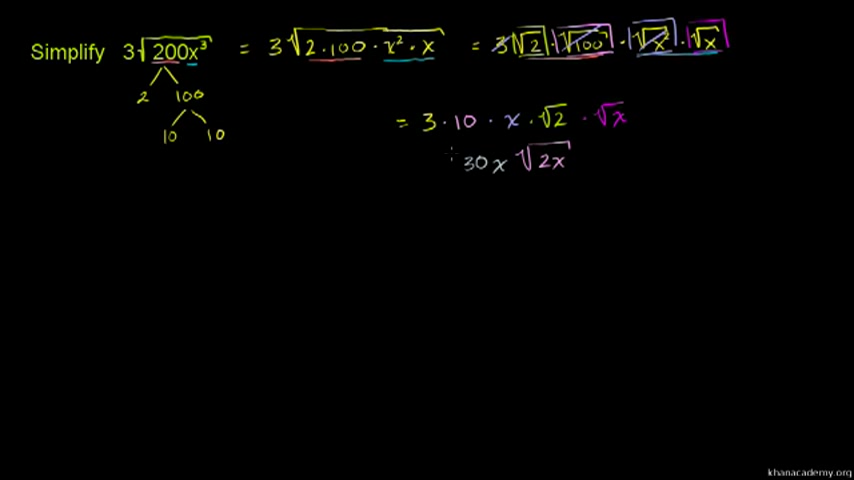 Simplify 3√(200x³) = 3√(2·100·x²·x) = 3√2·√100·√x²·√x
2 100
10 10
= 3·10·x·√2·√x
30x√(2x)
khanacademy.org